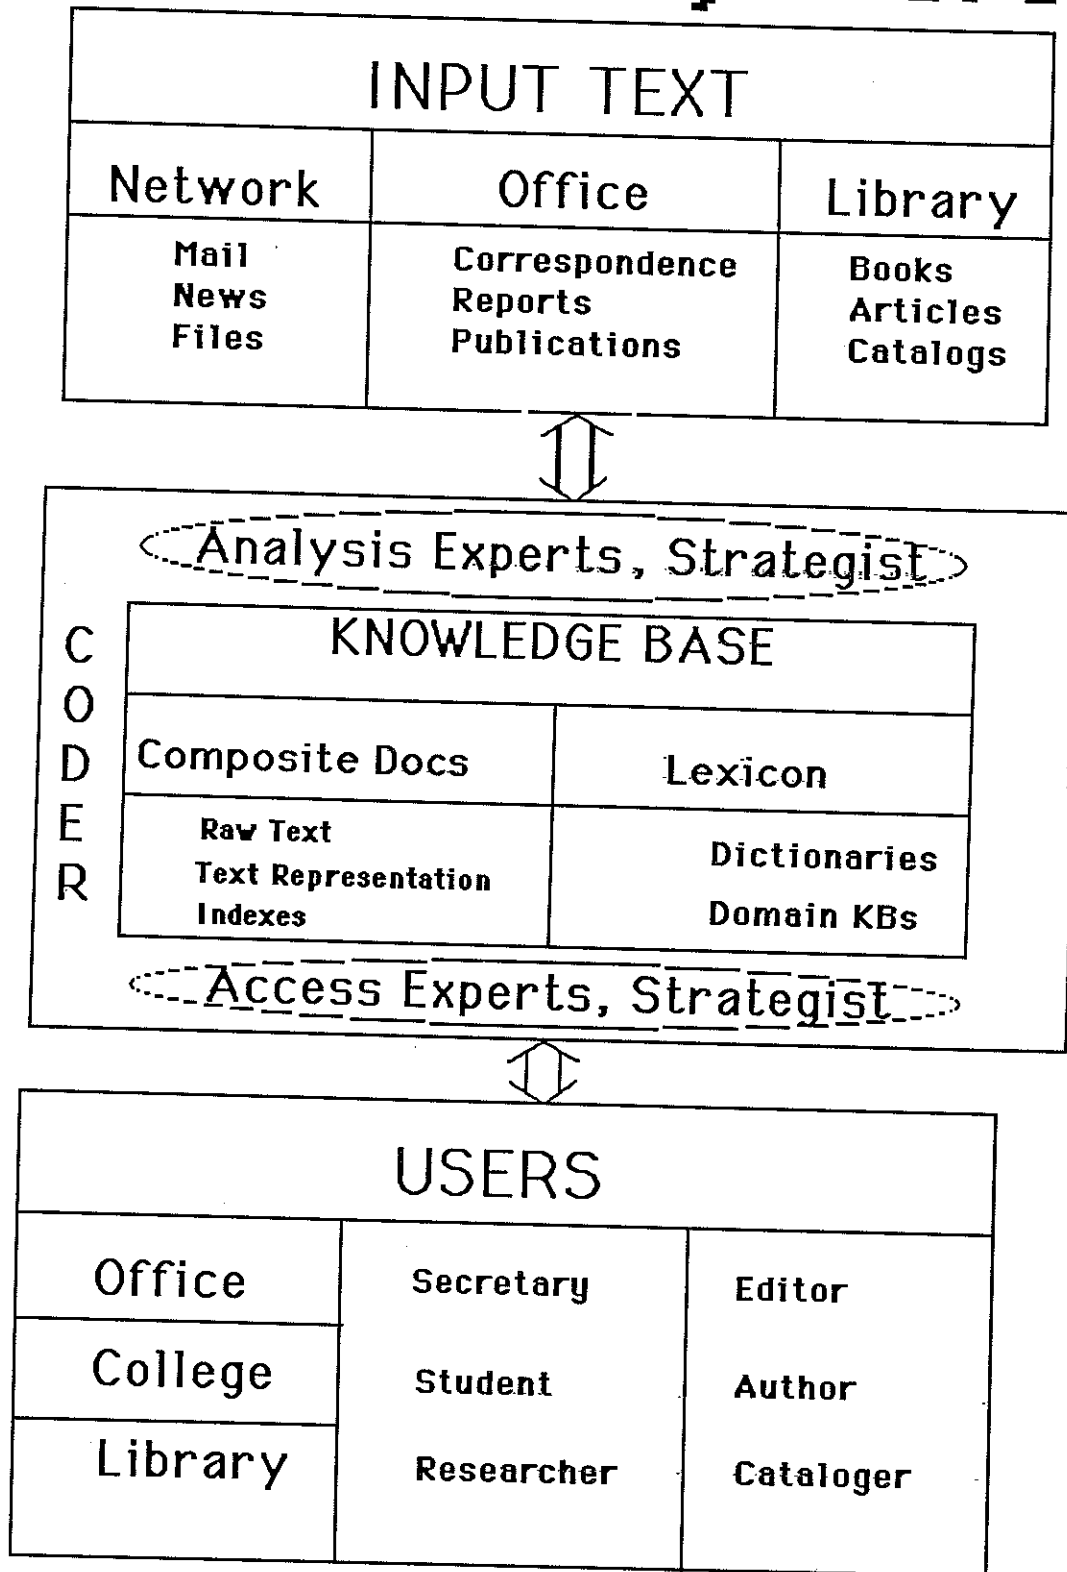 INPUT TEXT
Network Office Library
Mail Correspondence Books
News Reports Articles
Files Publications Catalogs
Analysis Experts, Strategist
CODER
KNOWLEDGE BASE
Composite Docs Lexicon
Raw Text Dictionaries
Text Representation
Indexes Domain KBs
Access Experts, Strategist
USERS
Office Secretary Editor
College Student Author
Library Researcher Cataloger